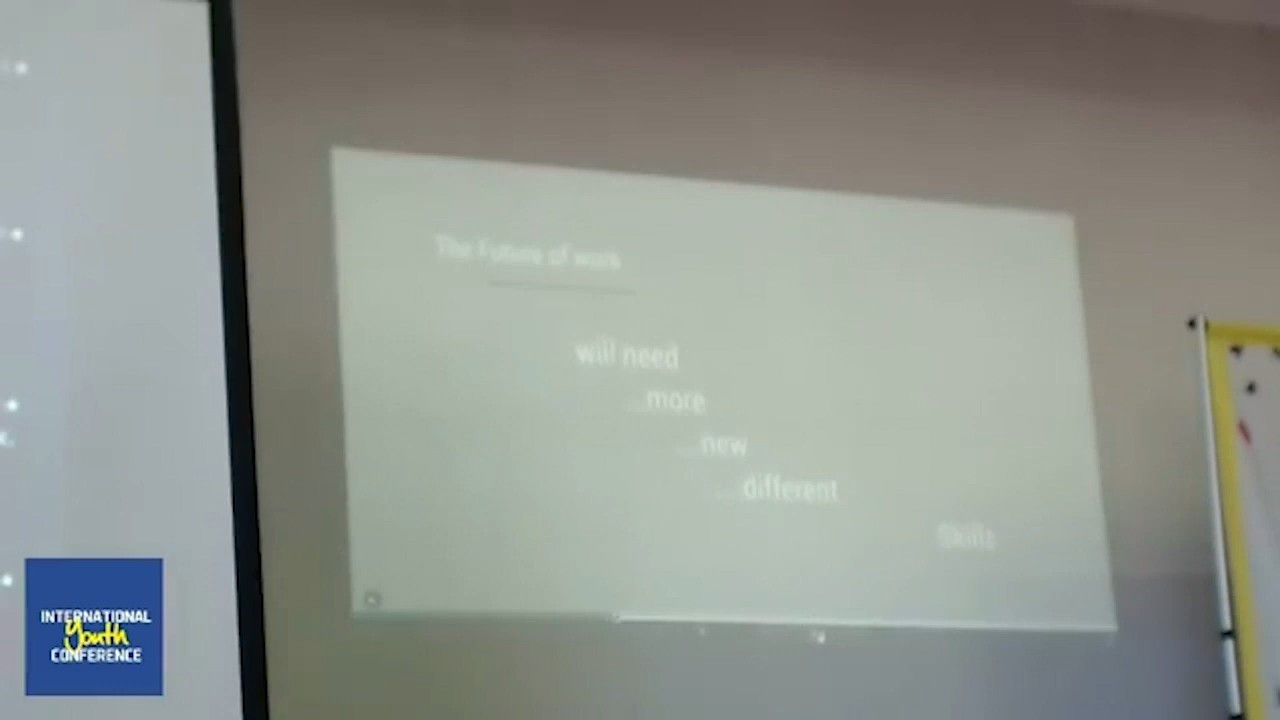 The Future of work
will need
...more
...new
...different
Skills
INTERNATIONAL
Youth
CONFERENCE